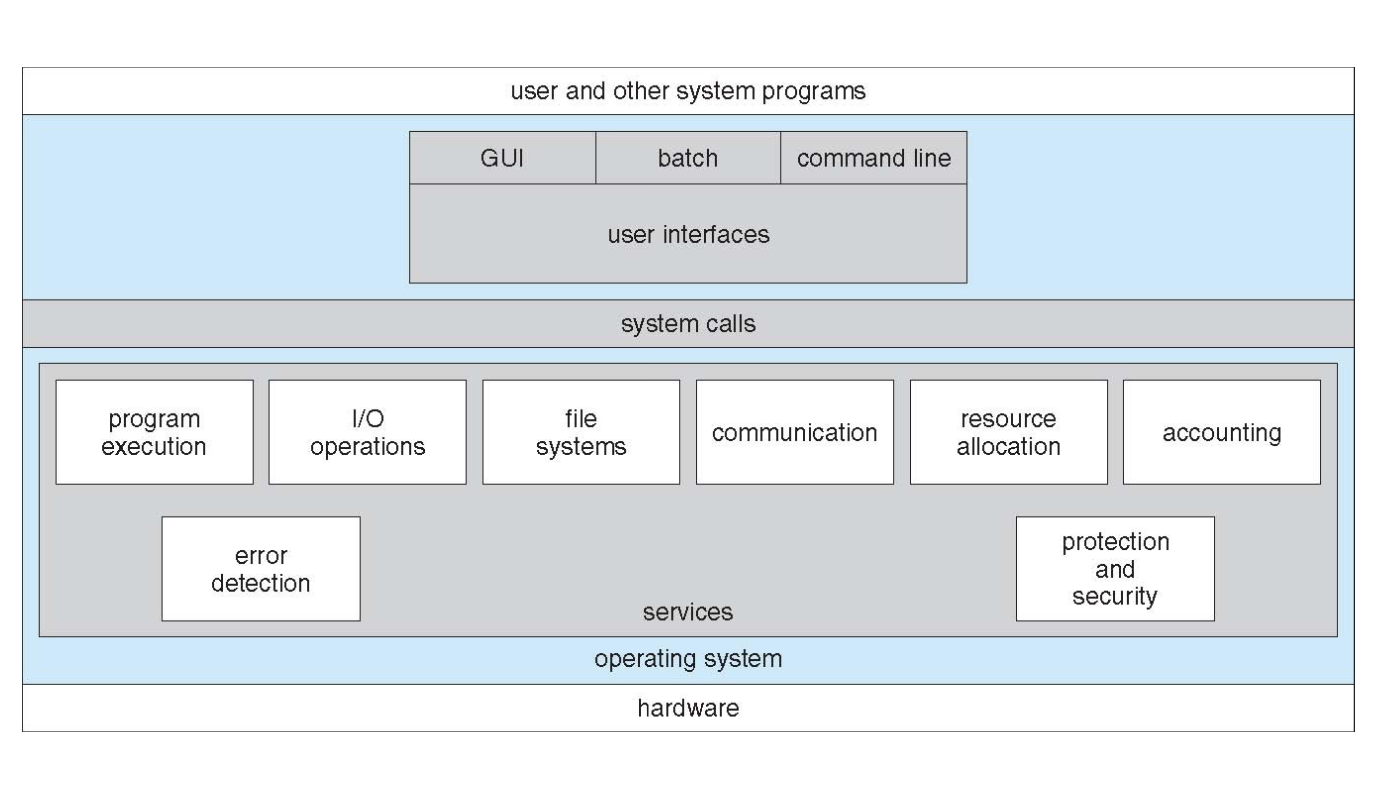 user and other system programs
GUI
batch
command line
user interfaces
system calls
program
execution
I/O
operations
file
systems
communication
resource
allocation
accounting
error
detection
protection
and
security
services
operating system
hardware